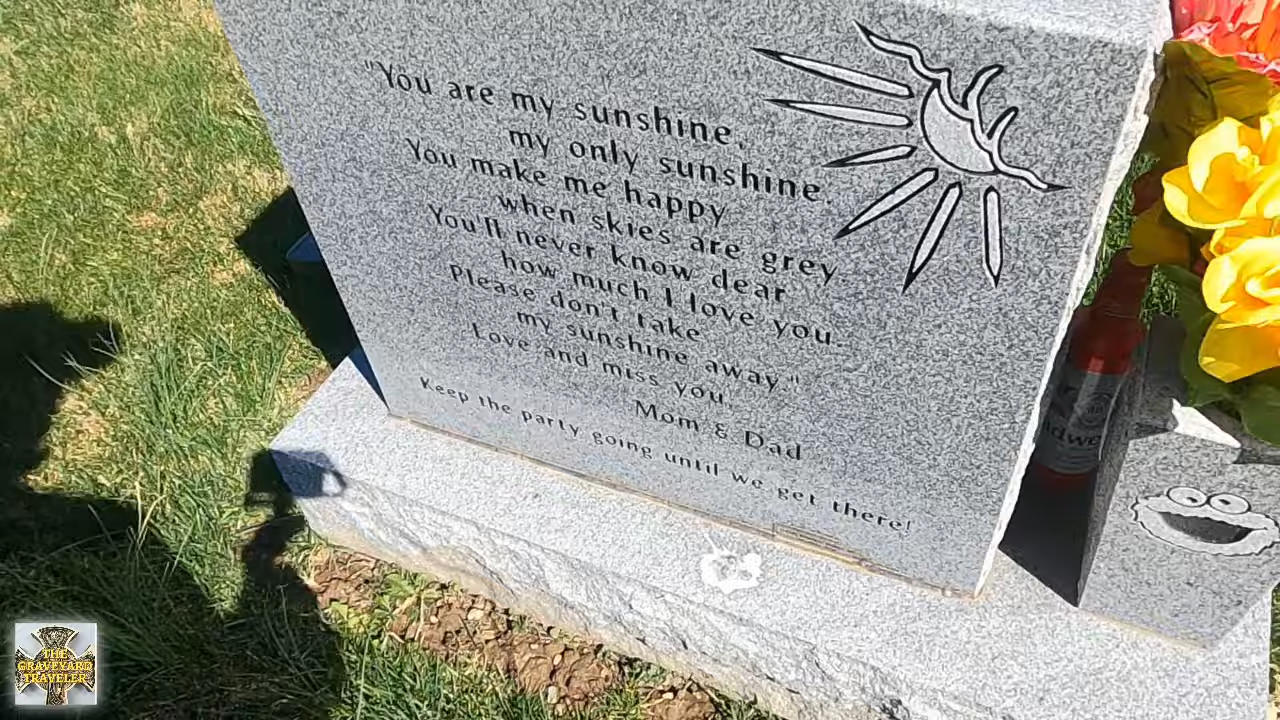 "You are my sunshine,
my only sunshine.
You make me happy
when skies are grey.
You'll never know dear
how much I love you.
Please don't take
my sunshine away."
Love and miss you,
Mom & Dad
Keep the party going until we get there!
THE
GRAVEYARD
TRAVELER